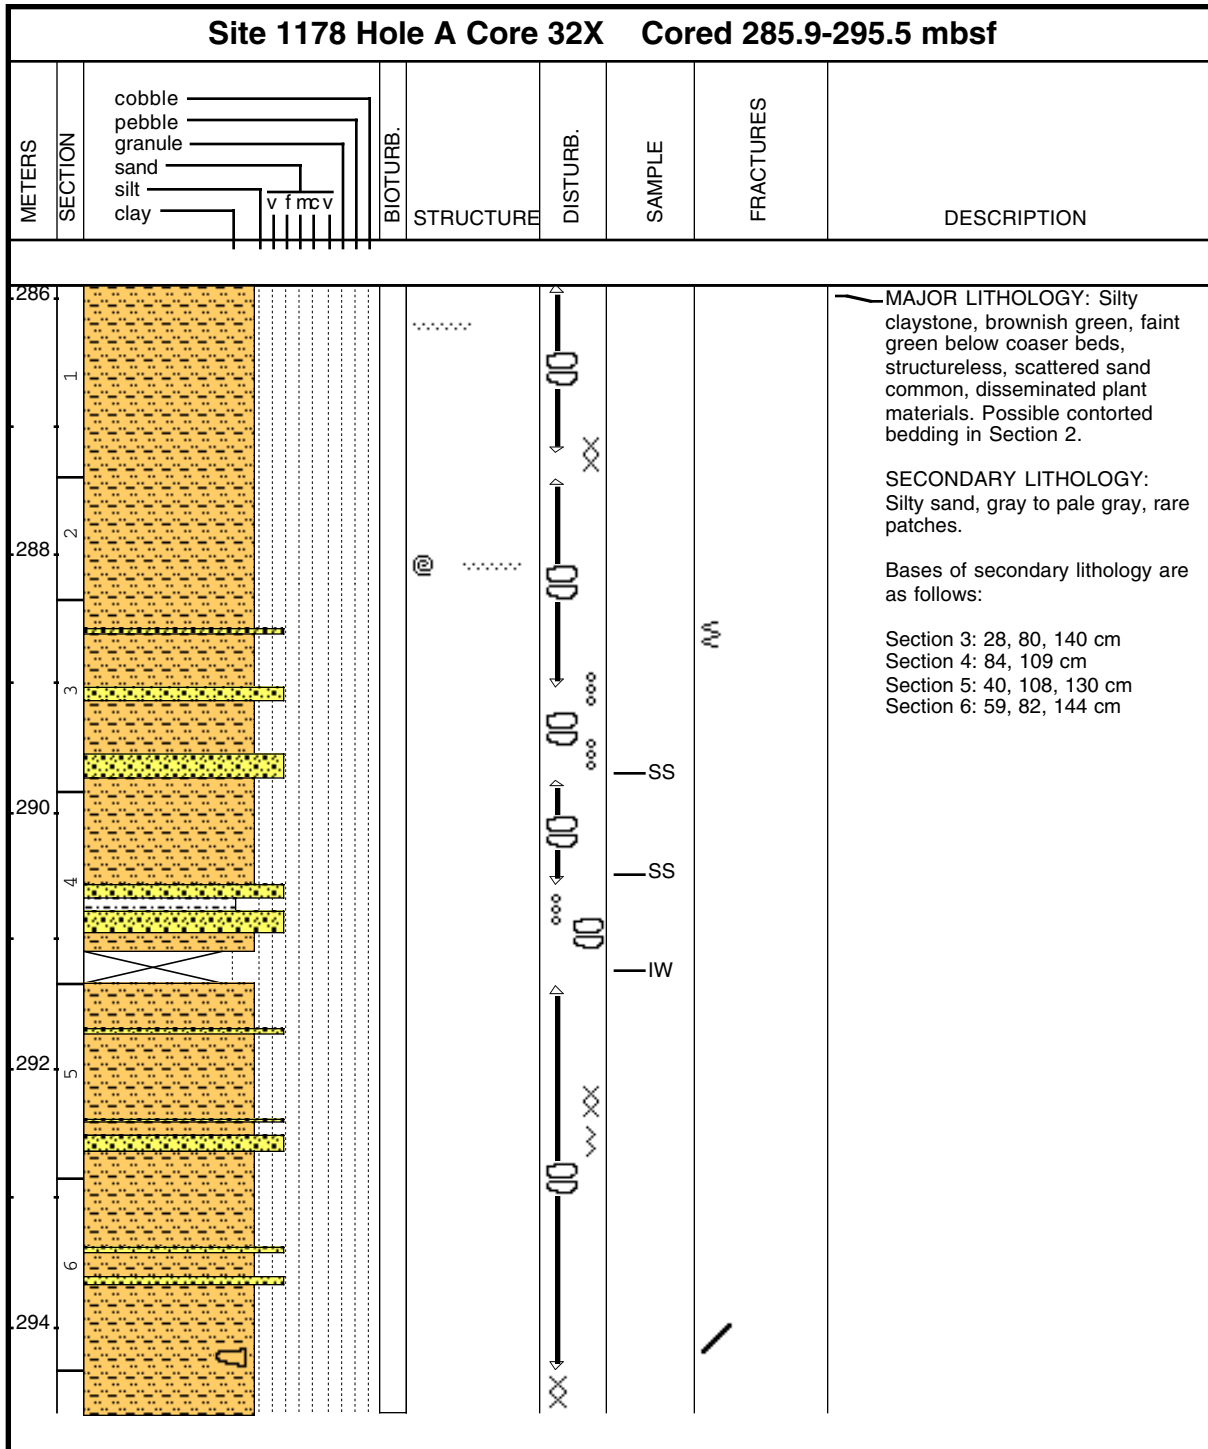 Site 1178 Hole A Core 32X Cored 285.9-295.5 mbsf
METERS
SECTION
cobble
pebble
granule
sand
silt
clay
v f m c v
BIOTURB.
STRUCTURE
DISTURB.
SAMPLE
FRACTURES
DESCRIPTION
286
1
2
288
3
290
4
292
5
6
294
SS
SS
IW
MAJOR LITHOLOGY: Silty
claystone, brownish green, faint
green below coaser beds,
structureless, scattered sand
common, disseminated plant
materials. Possible contorted
bedding in Section 2.
SECONDARY LITHOLOGY:
Silty sand, gray to pale gray, rare
patches.
Bases of secondary lithology are
as follows:
Section 3: 28, 80, 140 cm
Section 4: 84, 109 cm
Section 5: 40, 108, 130 cm
Section 6: 59, 82, 144 cm